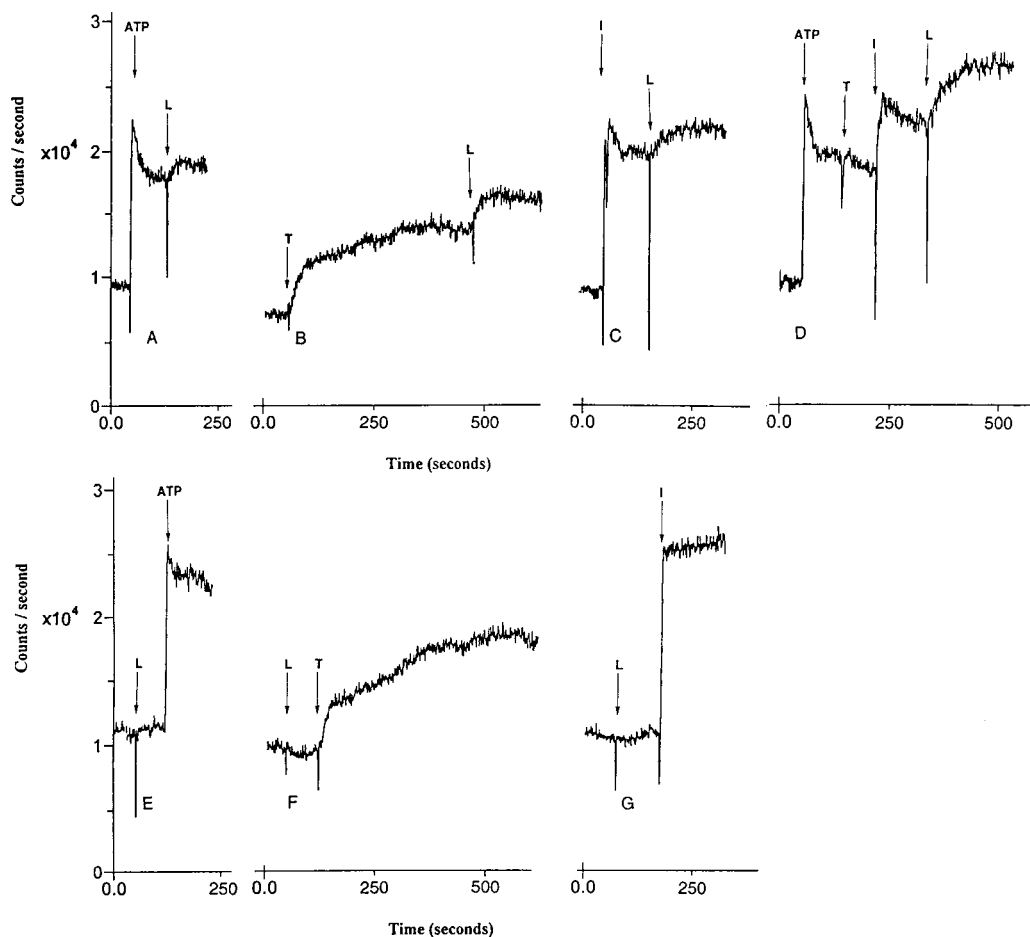 3
2
1
0
x10⁴
Counts / second
ATP
L
A
0.0
250
T
L
B
0.0
250
500
I
L
C
0.0
250
ATP
T
I
L
D
0.0
250
500
Time (seconds)
3
2
1
0
x10⁴
Counts / second
L
ATP
E
0.0
250
L
T
F
0.0
250
500
L
I
G
0.0
250
Time (seconds)